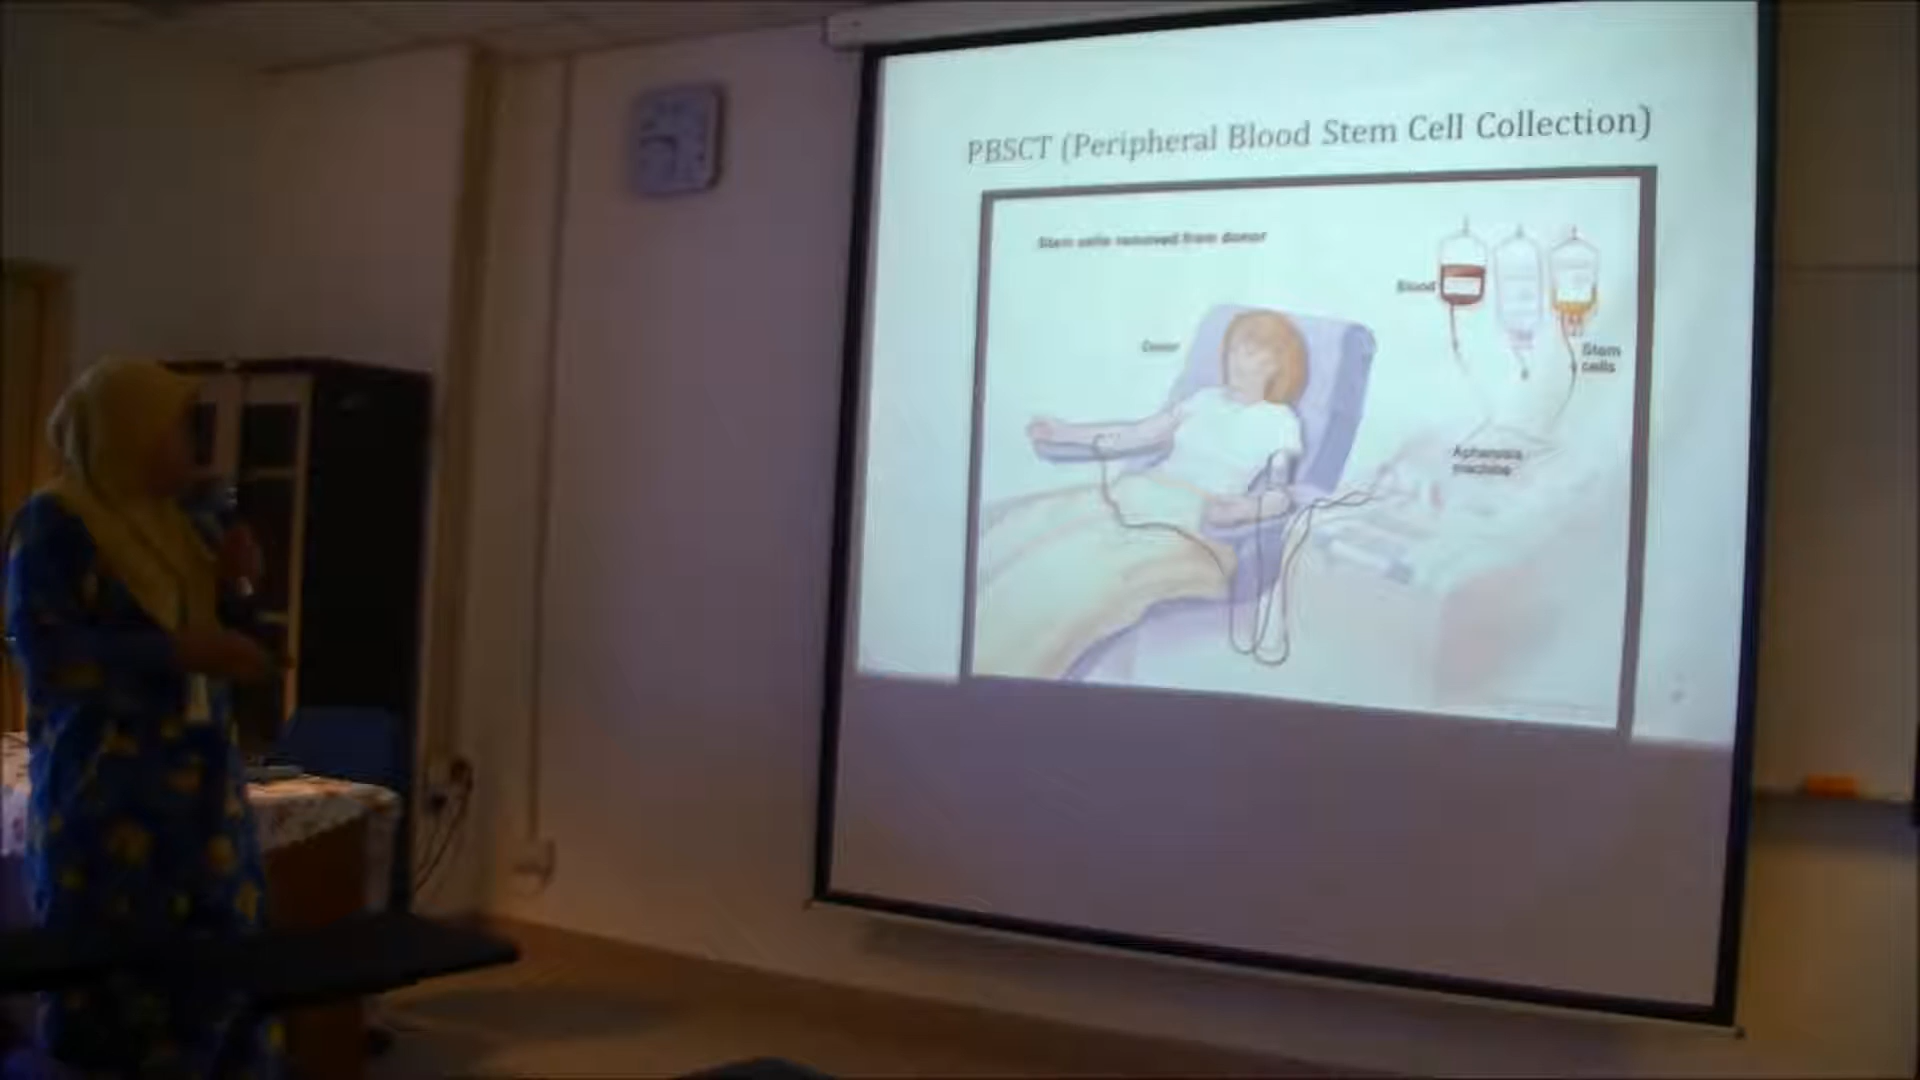 PBSCT (Peripheral Blood Stem Cell Collection)
Stem cells removed from donor
Blood
Donor
Stem
cells
Apheresis
machine